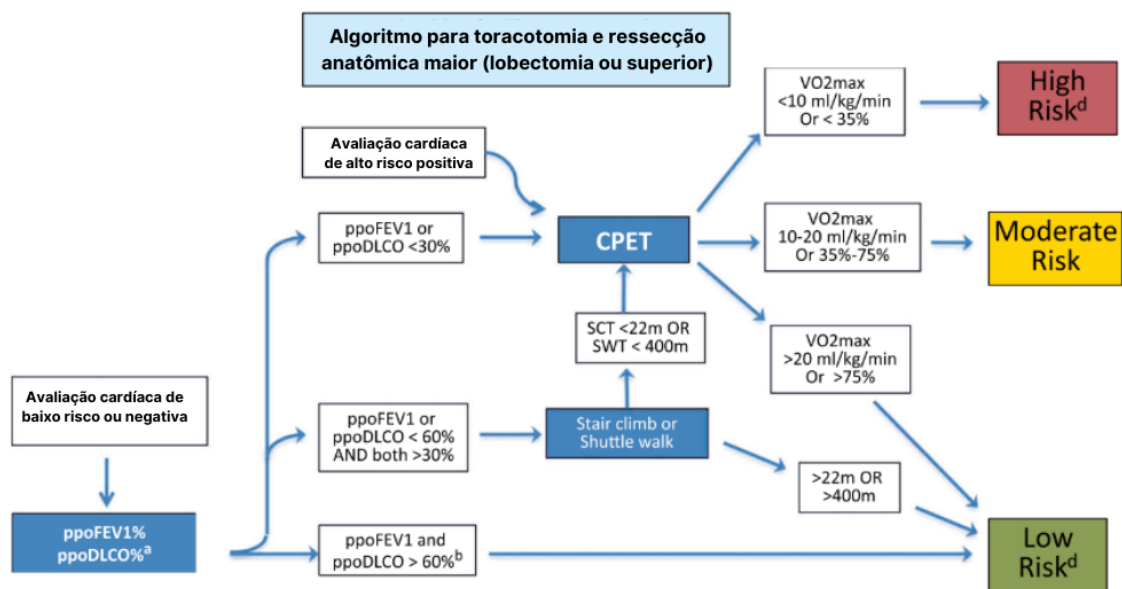 Algoritmo para toracotomia e ressecção
anatômica maior (lobectomia ou superior)
VO2max
<10 ml/kg/min
Or < 35%
High
Riskᵈ
Avaliação cardíaca
de alto risco positiva
ppoFEV1 or
ppoDLCO <30%
CPET
VO2max
10-20 ml/kg/min
Or 35%-75%
Moderate
Risk
SCT <22m OR
SWT < 400m
VO2max
>20 ml/kg/min
Or >75%
Avaliação cardíaca de
baixo risco ou negativa
ppoFEV1 or
ppoDLCO < 60%
AND both >30%
Stair climb or
Shuttle walk
>22m OR
>400m
ppoFEV1%
ppoDLCO%ᵃ
ppoFEV1 and
ppoDLCO > 60%ᵇ
Low
Riskᵈ